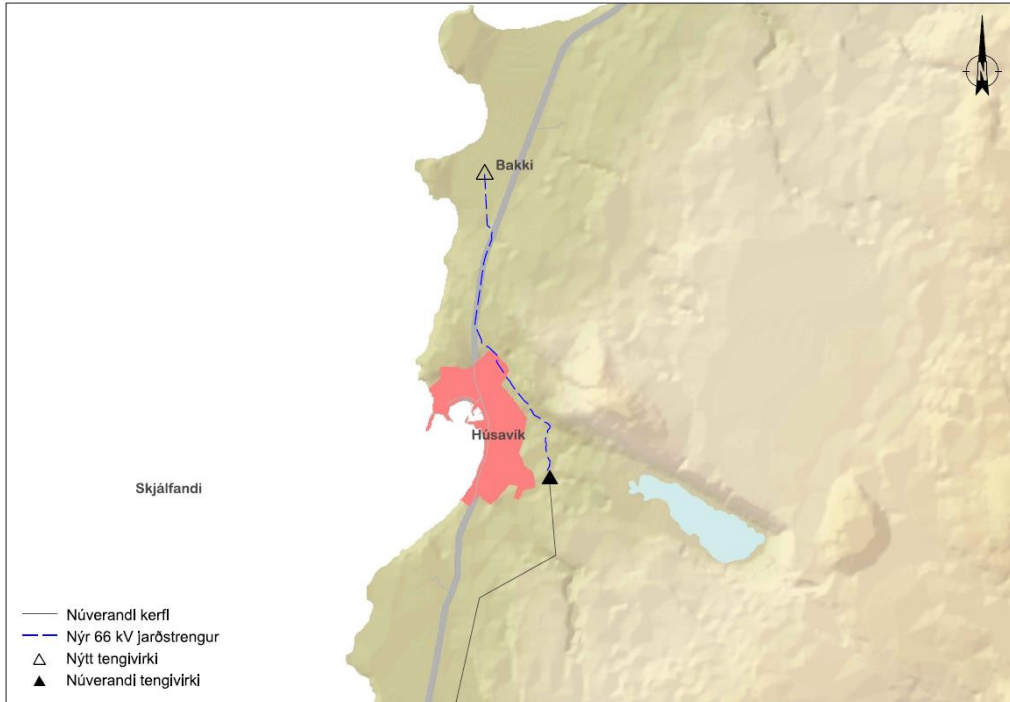 N
Bakki
Húsavík
Skjálfandi
Núverandi kerfi
Nýr 66 kV jarðstrengur
Nýtt tengivirki
Núverandi tengivirki